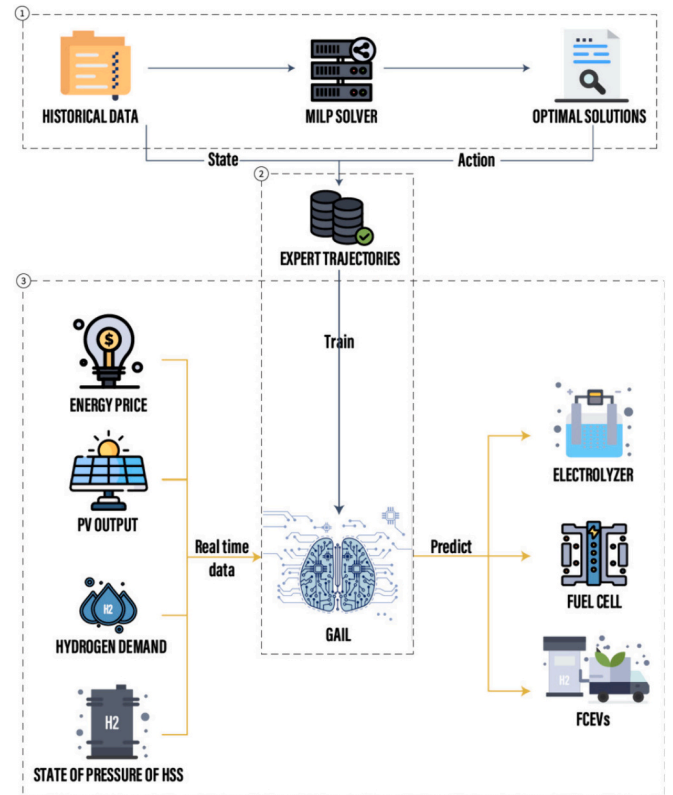 1
HISTORICAL DATA
MILP SOLVER
OPTIMAL SOLUTIONS
State
Action
2
EXPERT TRAJECTORIES
3
Train
$
ENERGY PRICE
PV OUTPUT
H2
HYDROGEN DEMAND
H2
STATE OF PRESSURE OF HSS
Real time
data
GAIL
Predict
ELECTROLYZER
FUEL CELL
H2
FCEVs